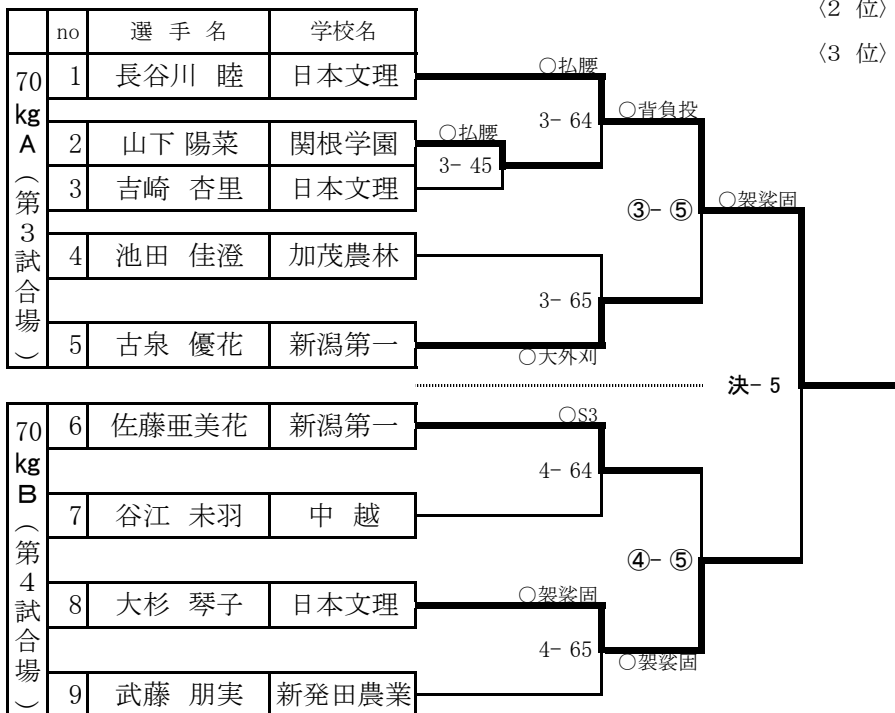 〈2 位〉
〈3 位〉
no 選 手 名 学校名
70kgA（第3試合場）
1 長谷川 睦 日本文理
2 山下 陽菜 関根学園
3 吉崎 杏里 日本文理
4 池田 佳澄 加茂農林
5 古泉 優花 新潟第一
○払腰
3- 64
○背負投
○払腰
3- 45
③- ⑤
○袈裟固
3- 65
○大外刈
決- 5
70kgB（第4試合場）
6 佐藤亜美花 新潟第一
7 谷江 未羽 中 越
8 大杉 琴子 日本文理
9 武藤 朋実 新発田農業
○S3
4- 64
④- ⑤
○袈裟固
4- 65
○袈裟固